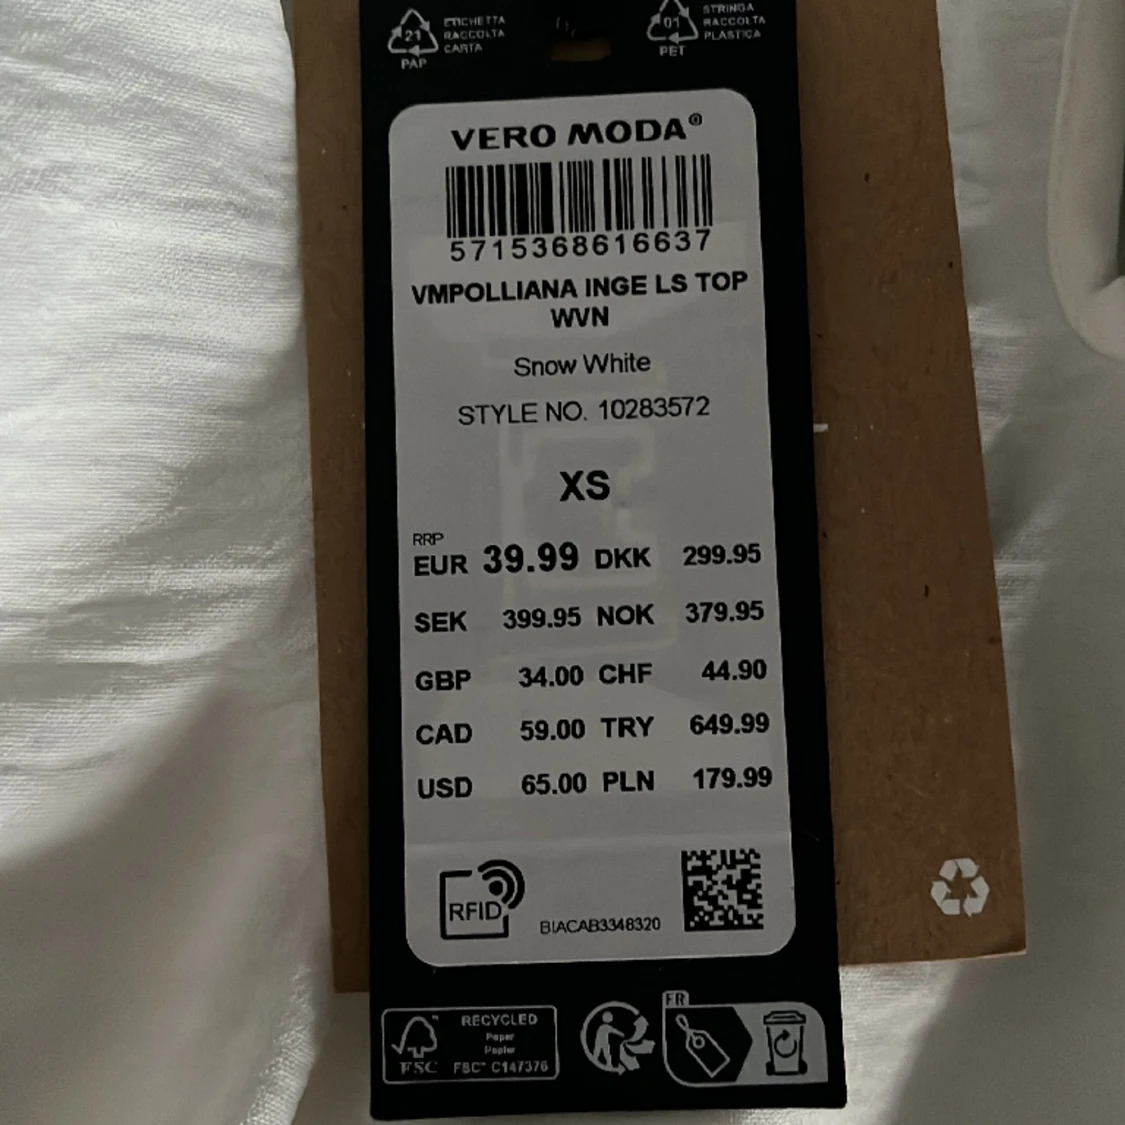 21
PAP
ETICHETTA
RACCOLTA
CARTA
01
PET
STRINGA
RACCOLTA
PLASTICA
VERO MODA®
5715368616637
VMPOLLIANA INGE LS TOP
WVN
Snow White
STYLE NO. 10283572
XS
RRP
EUR 39.99 DKK 299.95
SEK 399.95 NOK 379.95
GBP 34.00 CHF 44.90
CAD 59.00 TRY 649.99
USD 65.00 PLN 179.99
RFID
BIACAB3348320
FSC
RECYCLED
Paper
Papier
FSC™ C147376
FR